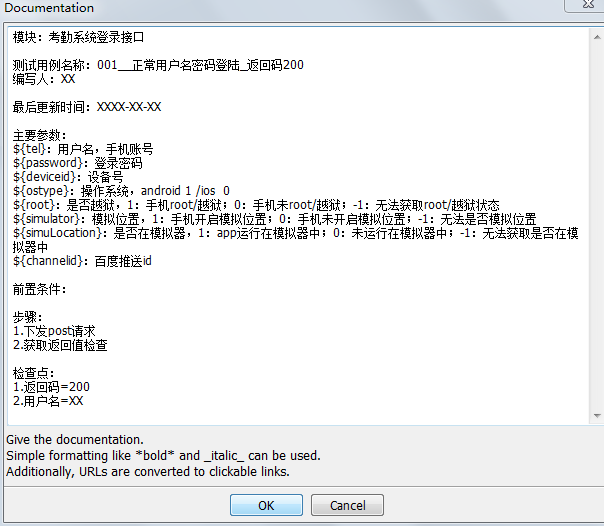 Documentation
模块：考勤系统登录接口
测试用例名称：001__正常用户名密码登陆_返回码200
编写人：XX
最后更新时间：XXXX-XX-XX
主要参数：
${tel}：用户名，手机账号
${password}：登录密码
${deviceid}：设备号
${ostype}：操作系统，android 1 /ios  0
${root}：是否越狱，1：手机root/越狱；0：手机未root/越狱；-1：无法获取root/越狱状态
${simulator}：模拟位置，1：手机开启模拟位置；0：手机未开启模拟位置；-1：无法是否模拟位置
${simuLocation}：是否在模拟器，1：app运行在模拟器中；0：未运行在模拟器中；-1：无法获取是否在模
拟器中
${channelid}：百度推送id
前置条件：
步骤：
1.下发post请求
2.获取返回值检查
检查点：
1.返回码=200
2.用户名=XX
Give the documentation.
Simple formatting like *bold* and _italic_ can be used.
Additionally, URLs are converted to clickable links.
OK
Cancel